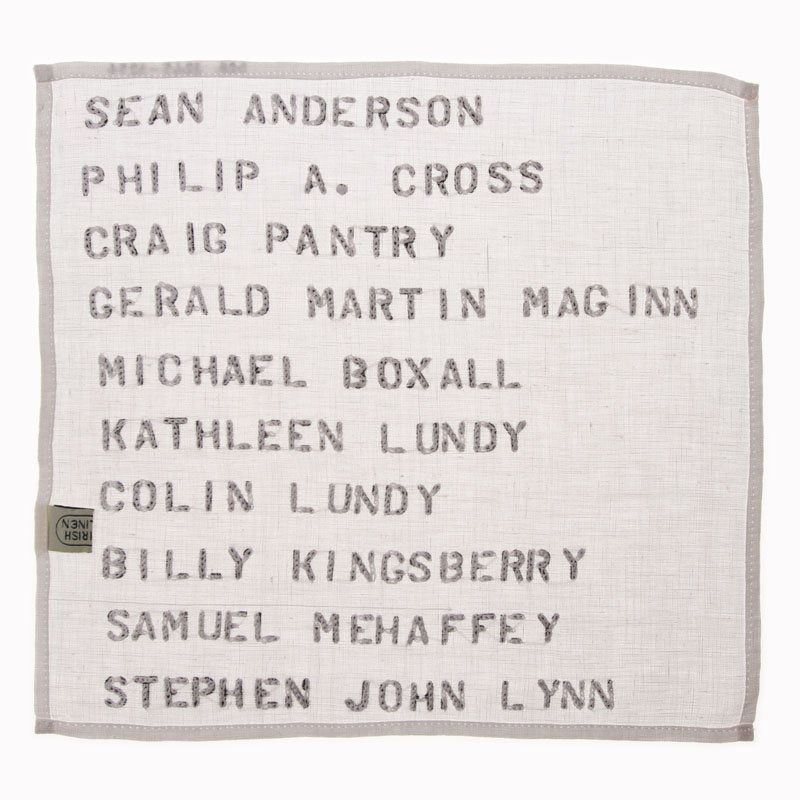 SEAN ANDERSON
PHILIP A. CROSS
CRAIG PANTRY
GERALD MARTIN MAGINN
MICHAEL BOXALL
KATHLEEN LUNDY
COLIN LUNDY
IRISH
LINEN
BILLY KINGSBERRY
SAMUEL MEHAFFEY
STEPHEN JOHN LYNN